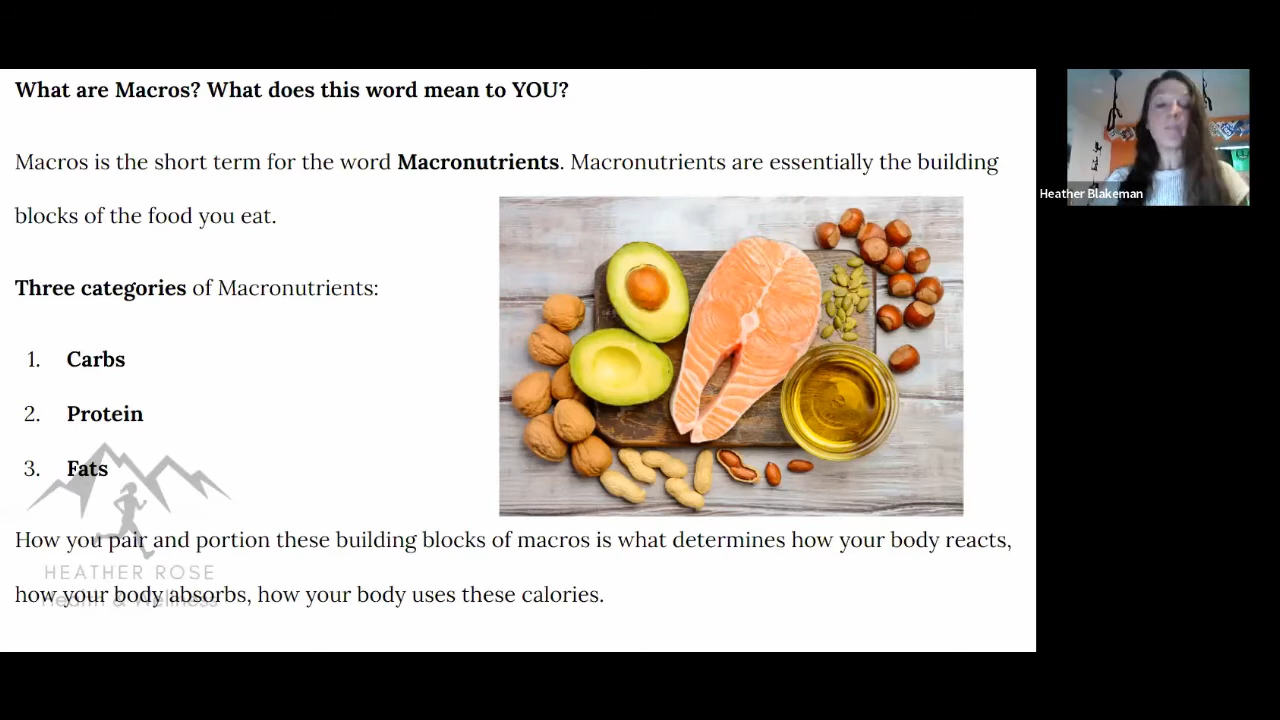 What are Macros? What does this word mean to YOU?
Macros is the short term for the word Macronutrients. Macronutrients are essentially the building
blocks of the food you eat.
Three categories of Macronutrients:
1. Carbs
2. Protein
3. Fats
How you pair and portion these building blocks of macros is what determines how your body reacts,
HEATHER ROSE
how your body absorbs, how your body uses these calories.
Health & Wellness
Heather Blakeman